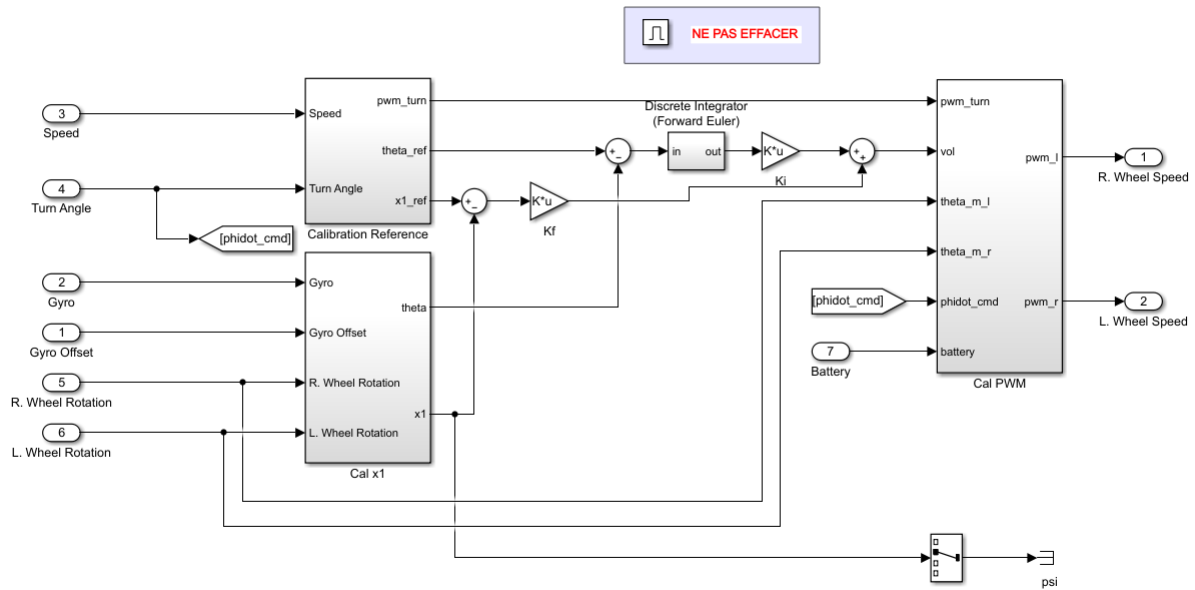 NE PAS EFFACER
3
Speed
4
Turn Angle
[phidot_cmd]
Speed
Turn Angle
pwm_turn
theta_ref
x1_ref
Calibration Reference
2
Gyro
1
Gyro Offset
5
R. Wheel Rotation
6
L. Wheel Rotation
Gyro
Gyro Offset
R. Wheel Rotation
L. Wheel Rotation
theta
x1
Cal x1
+
−
K*u
Kf
+
−
Discrete Integrator
(Forward Euler)
in
out
K*u
Ki
+
+
[phidot_cmd]
7
Battery
pwm_turn
vol
theta_m_l
theta_m_r
phidot_cmd
battery
pwm_l
pwm_r
Cal PWM
1
R. Wheel Speed
2
L. Wheel Speed
psi